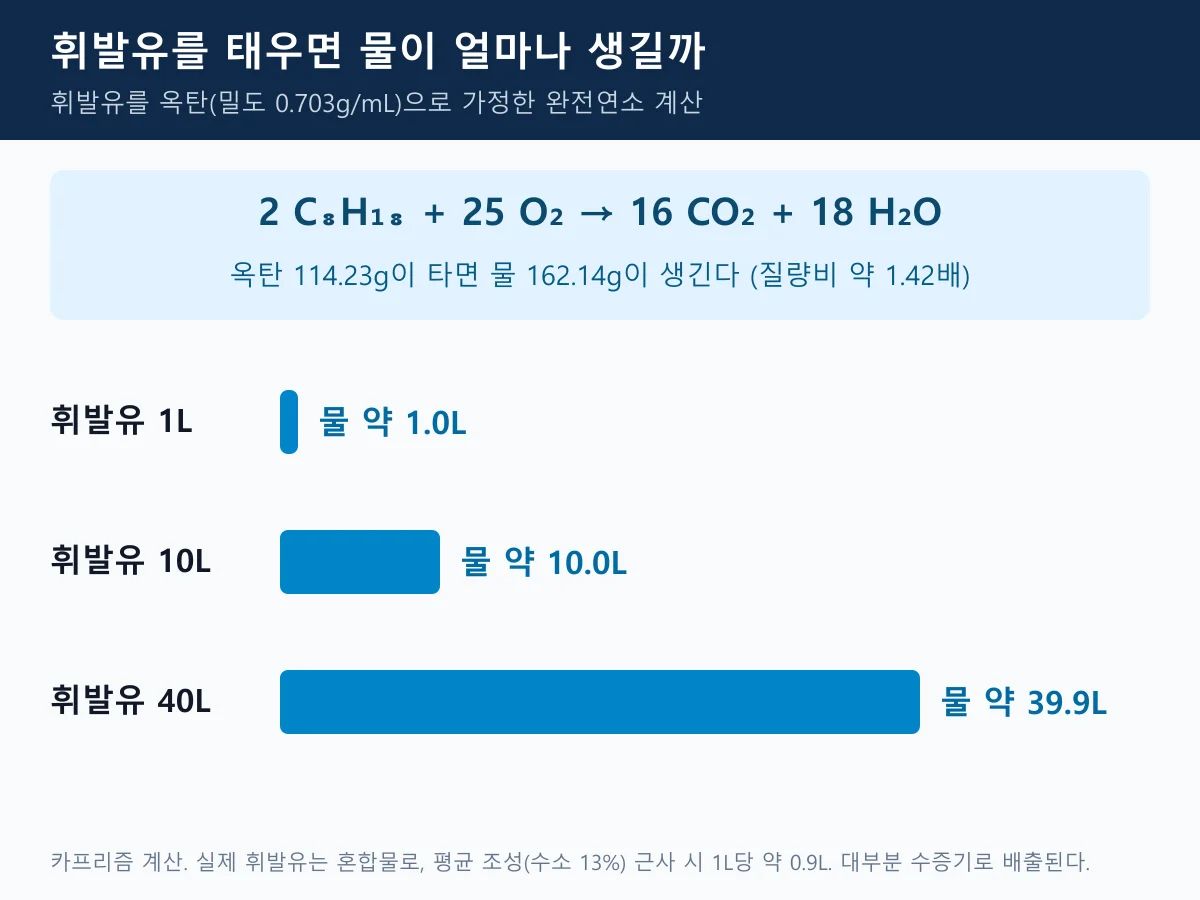 휘발유를 태우면 물이 얼마나 생길까
휘발유를 옥탄(밀도 0.703g/mL)으로 가정한 완전연소 계산
2 C₈H₁₈ + 25 O₂ → 16 CO₂ + 18 H₂O
옥탄 114.23g이 타면 물 162.14g이 생긴다 (질량비 약 1.42배)
휘발유 1L 물 약 1.0L
휘발유 10L 물 약 10.0L
휘발유 40L 물 약 39.9L
카프리즘 계산. 실제 휘발유는 혼합물로, 평균 조성(수소 13%) 근사 시 1L당 약 0.9L. 대부분 수증기로 배출된다.